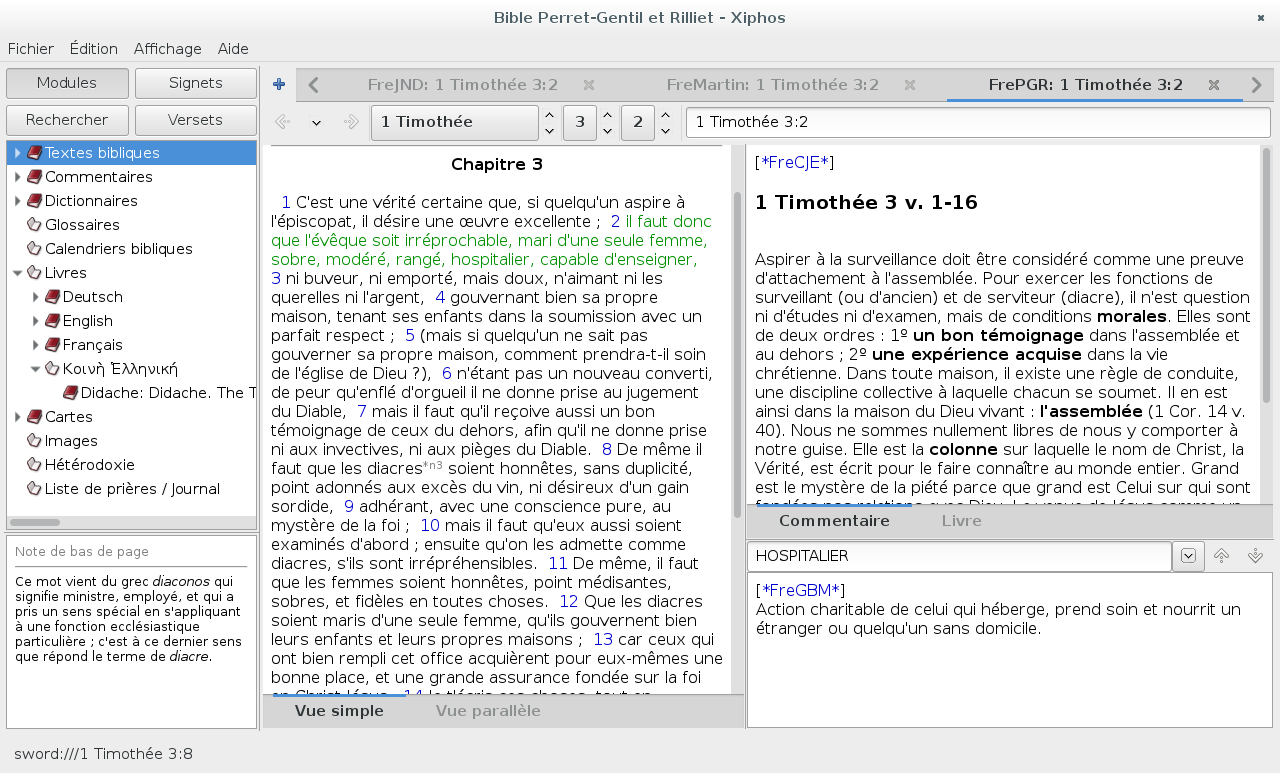 Bible Perret-Gentil et Rilliet - Xiphos
Fichier Édition Affichage Aide
Modules Signets
Rechercher Versets
Textes bibliques
Commentaires
Dictionnaires
Glossaires
Calendriers bibliques
Livres
Deutsch
English
Français
Κοινὴ Ἑλληνική
Didache: Didache. The T
Cartes
Images
Hétérodoxie
Liste de prières / Journal
Note de bas de page
Ce mot vient du grec diaconos qui
signifie ministre, employé, et qui a
pris un sens spécial en s'appliquant
à une fonction ecclésiastique
particulière ; c'est à ce dernier sens
que répond le terme de diacre.
FreJND: 1 Timothée 3:2 FreMartin: 1 Timothée 3:2 FrePGR: 1 Timothée 3:2
1 Timothée 3 2 1 Timothée 3:2
Chapitre 3
1 C'est une vérité certaine que, si quelqu'un aspire à
l'épiscopat, il désire une œuvre excellente ; 2 il faut donc
que l'évêque soit irréprochable, mari d'une seule femme,
sobre, modéré, rangé, hospitalier, capable d'enseigner,
3 ni buveur, ni emporté, mais doux, n'aimant ni les
querelles ni l'argent, 4 gouvernant bien sa propre
maison, tenant ses enfants dans la soumission avec un
parfait respect ; 5 (mais si quelqu'un ne sait pas
gouverner sa propre maison, comment prendra-t-il soin
de l'église de Dieu ?), 6 n'étant pas un nouveau converti,
de peur qu'enflé d'orgueil il ne donne prise au jugement
du Diable, 7 mais il faut qu'il reçoive aussi un bon
témoignage de ceux du dehors, afin qu'il ne donne prise
ni aux invectives, ni aux pièges du Diable. 8 De même il
faut que les diacres*n3 soient honnêtes, sans duplicité,
point adonnés aux excès du vin, ni désireux d'un gain
sordide, 9 adhérant, avec une conscience pure, au
mystère de la foi ; 10 mais il faut qu'eux aussi soient
examinés d'abord ; ensuite qu'on les admette comme
diacres, s'ils sont irrépréhensibles. 11 De même, il faut
que les femmes soient honnêtes, point médisantes,
sobres, et fidèles en toutes choses. 12 Que les diacres
soient maris d'une seule femme, qu'ils gouvernent bien
leurs enfants et leurs propres maisons ; 13 car ceux qui
ont bien rempli cet office acquièrent pour eux-mêmes une
bonne place, et une grande assurance fondée sur la foi
en Christ Jésus. 14 Je t'écris ces choses, tout en
Vue simple Vue parallèle
[*FreCJE*]
1 Timothée 3 v. 1-16
Aspirer à la surveillance doit être considéré comme une preuve
d'attachement à l'assemblée. Pour exercer les fonctions de
surveillant (ou d'ancien) et de serviteur (diacre), il n'est question
ni d'études ni d'examen, mais de conditions morales. Elles sont
de deux ordres : 1º un bon témoignage dans l'assemblée et
au dehors ; 2º une expérience acquise dans la vie
chrétienne. Dans toute maison, il existe une règle de conduite,
une discipline collective à laquelle chacun se soumet. Il en est
ainsi dans la maison du Dieu vivant : l'assemblée (1 Cor. 14 v.
40). Nous ne sommes nullement libres de nous y comporter à
notre guise. Elle est la colonne sur laquelle le nom de Christ, la
Vérité, est écrit pour le faire connaître au monde entier. Grand
est le mystère de la piété parce que grand est Celui sur qui sont
Commentaire Livre
HOSPITALIER
[*FreGBM*]
Action charitable de celui qui héberge, prend soin et nourrit un
étranger ou quelqu'un sans domicile.
sword:///1 Timothée 3:8